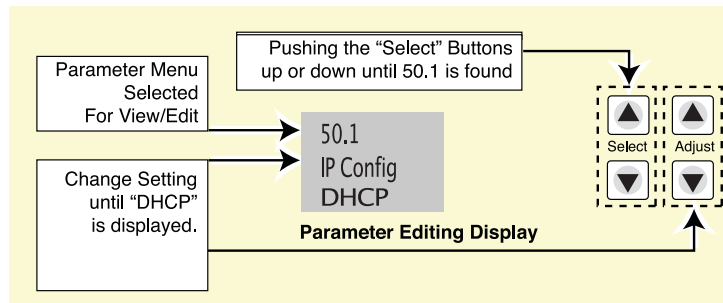 Pushing the “Select” Buttons
up or down until 50.1 is found
Parameter Menu
Selected
For View/Edit
50.1
IP Config
DHCP
Select
Adjust
Change Setting
until “DHCP”
is displayed.
Parameter Editing Display